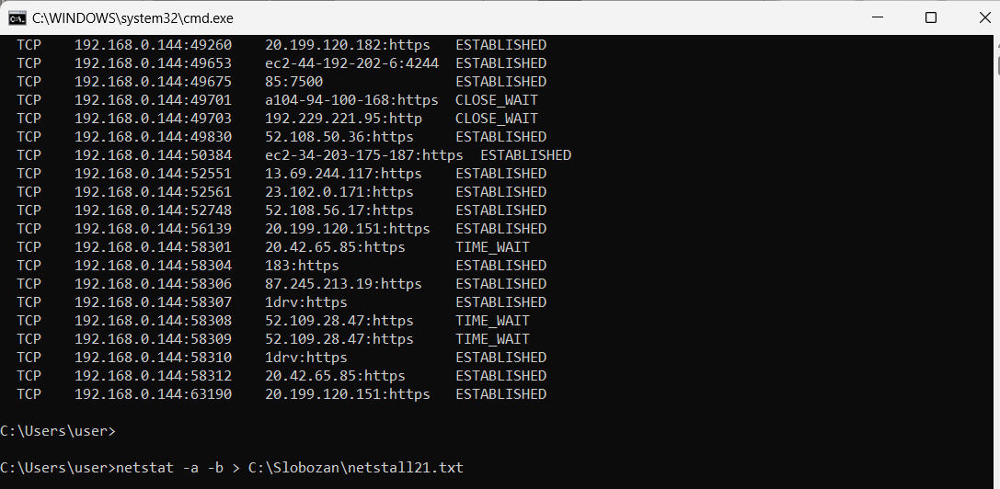 C:\WINDOWS\system32\cmd.exe
TCP 192.168.0.144:49260 20.199.120.182:https ESTABLISHED
TCP 192.168.0.144:49653 ec2-44-192-202-6:4244 ESTABLISHED
TCP 192.168.0.144:49675 85:7500 ESTABLISHED
TCP 192.168.0.144:49701 a104-94-100-168:https CLOSE_WAIT
TCP 192.168.0.144:49703 192.229.221.95:http CLOSE_WAIT
TCP 192.168.0.144:49830 52.108.50.36:https ESTABLISHED
TCP 192.168.0.144:50384 ec2-34-203-175-187:https ESTABLISHED
TCP 192.168.0.144:52551 13.69.244.117:https ESTABLISHED
TCP 192.168.0.144:52561 23.102.0.171:https ESTABLISHED
TCP 192.168.0.144:52748 52.108.56.17:https ESTABLISHED
TCP 192.168.0.144:56139 20.199.120.151:https ESTABLISHED
TCP 192.168.0.144:58301 20.42.65.85:https TIME_WAIT
TCP 192.168.0.144:58304 183:https ESTABLISHED
TCP 192.168.0.144:58306 87.245.213.19:https ESTABLISHED
TCP 192.168.0.144:58307 1drv:https ESTABLISHED
TCP 192.168.0.144:58308 52.109.28.47:https TIME_WAIT
TCP 192.168.0.144:58309 52.109.28.47:https TIME_WAIT
TCP 192.168.0.144:58310 1drv:https ESTABLISHED
TCP 192.168.0.144:58312 20.42.65.85:https ESTABLISHED
TCP 192.168.0.144:63190 20.199.120.151:https ESTABLISHED
C:\Users\user>
C:\Users\user>netstat -a -b > C:\Slobozan\netstall21.txt